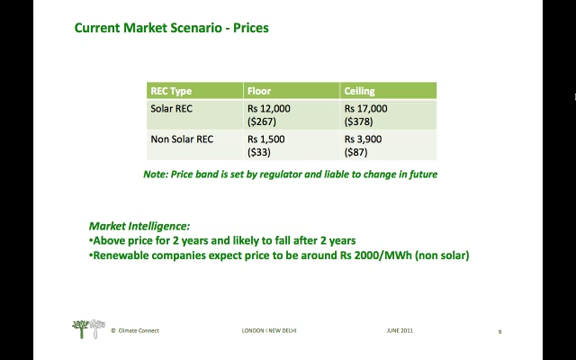 Current Market Scenario - Prices
REC Type Floor Ceiling
Solar REC Rs 12,000 Rs 17,000
($267) ($378)
Non Solar REC Rs 1,500 Rs 3,900
($33) ($87)
Note: Price band is set by regulator and liable to change in future
Market Intelligence:
•Above price for 2 years and likely to fall after 2 years
•Renewable companies expect price to be around Rs 2000/MWh (non solar)
© Climate Connect LONDON I NEW DELHI JUNE 2011 9